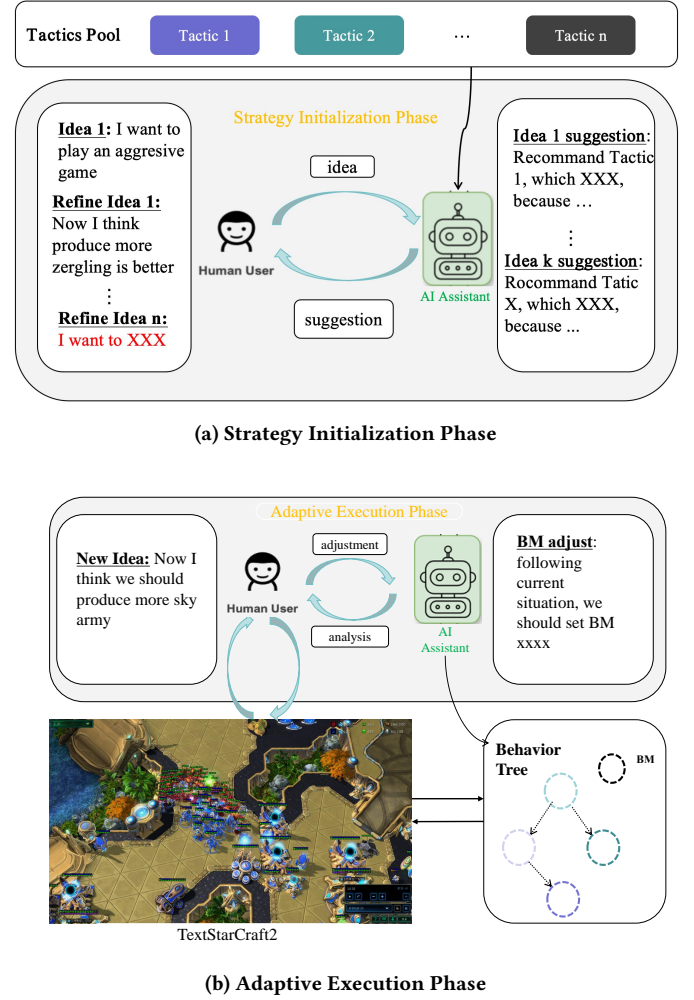 Tactics Pool
Tactic 1
Tactic 2
...
Tactic n
Strategy Initialization Phase
Idea 1: I want to
play an aggresive
game
Refine Idea 1:
Now I think
produce more
zergling is better
⋮
Refine Idea n:
I want to XXX
idea
Human User
AI Assistant
suggestion
Idea 1 suggestion:
Recommand Tactic
1, which XXX,
because …
⋮
Idea k suggestion:
Rocommand Tatic
X, which XXX,
because ...
(a) Strategy Initialization Phase
Adaptive Execution Phase
New Idea: Now I
think we should
produce more sky
army
Human User
adjustment
analysis
AI
Assistant
BM adjust:
following
current
situation, we
should set BM
xxxx
Behavior
Tree
BM
TextStarCraft2
(b) Adaptive Execution Phase